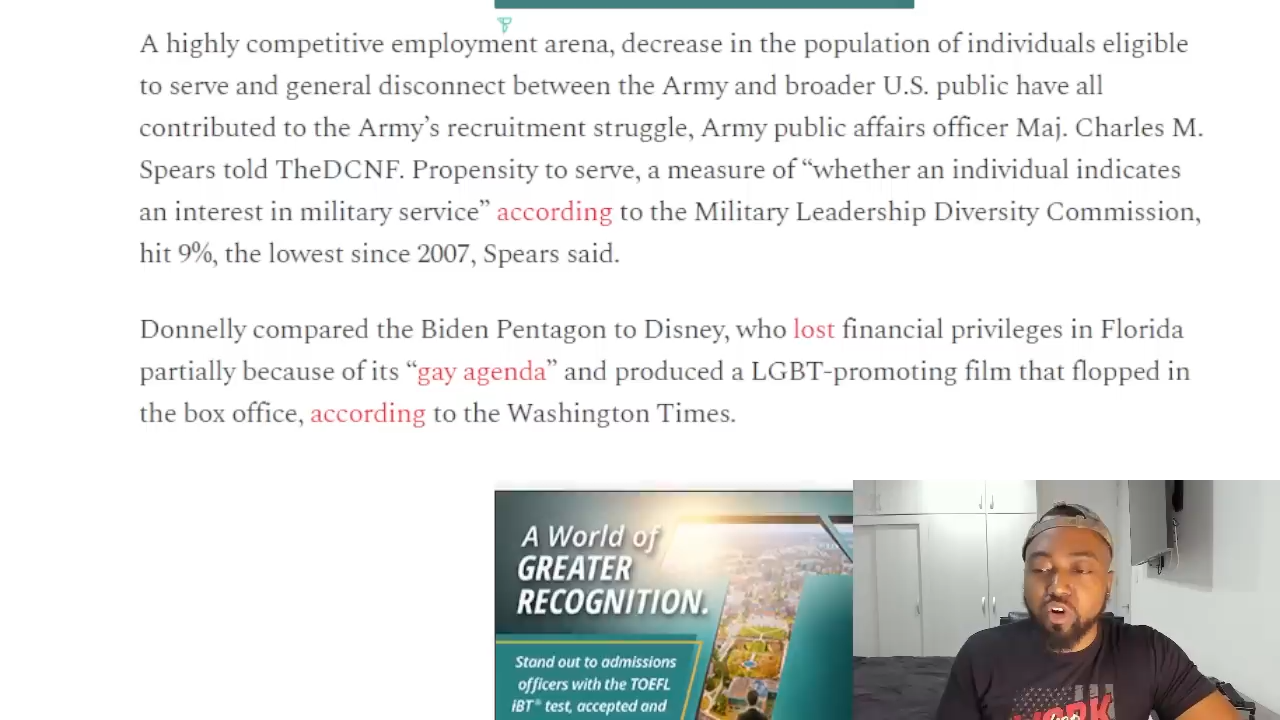 A highly competitive employment arena, decrease in the population of individuals eligible
to serve and general disconnect between the Army and broader U.S. public have all
contributed to the Army’s recruitment struggle, Army public affairs officer Maj. Charles M.
Spears told TheDCNF. Propensity to serve, a measure of “whether an individual indicates
an interest in military service” according to the Military Leadership Diversity Commission,
hit 9%, the lowest since 2007, Spears said.
Donnelly compared the Biden Pentagon to Disney, who lost financial privileges in Florida
partially because of its “gay agenda” and produced a LGBT-promoting film that flopped in
the box office, according to the Washington Times.
A World of
GREATER
RECOGNITION.
Stand out to admissions
officers with the TOEFL
iBT® test, accepted and